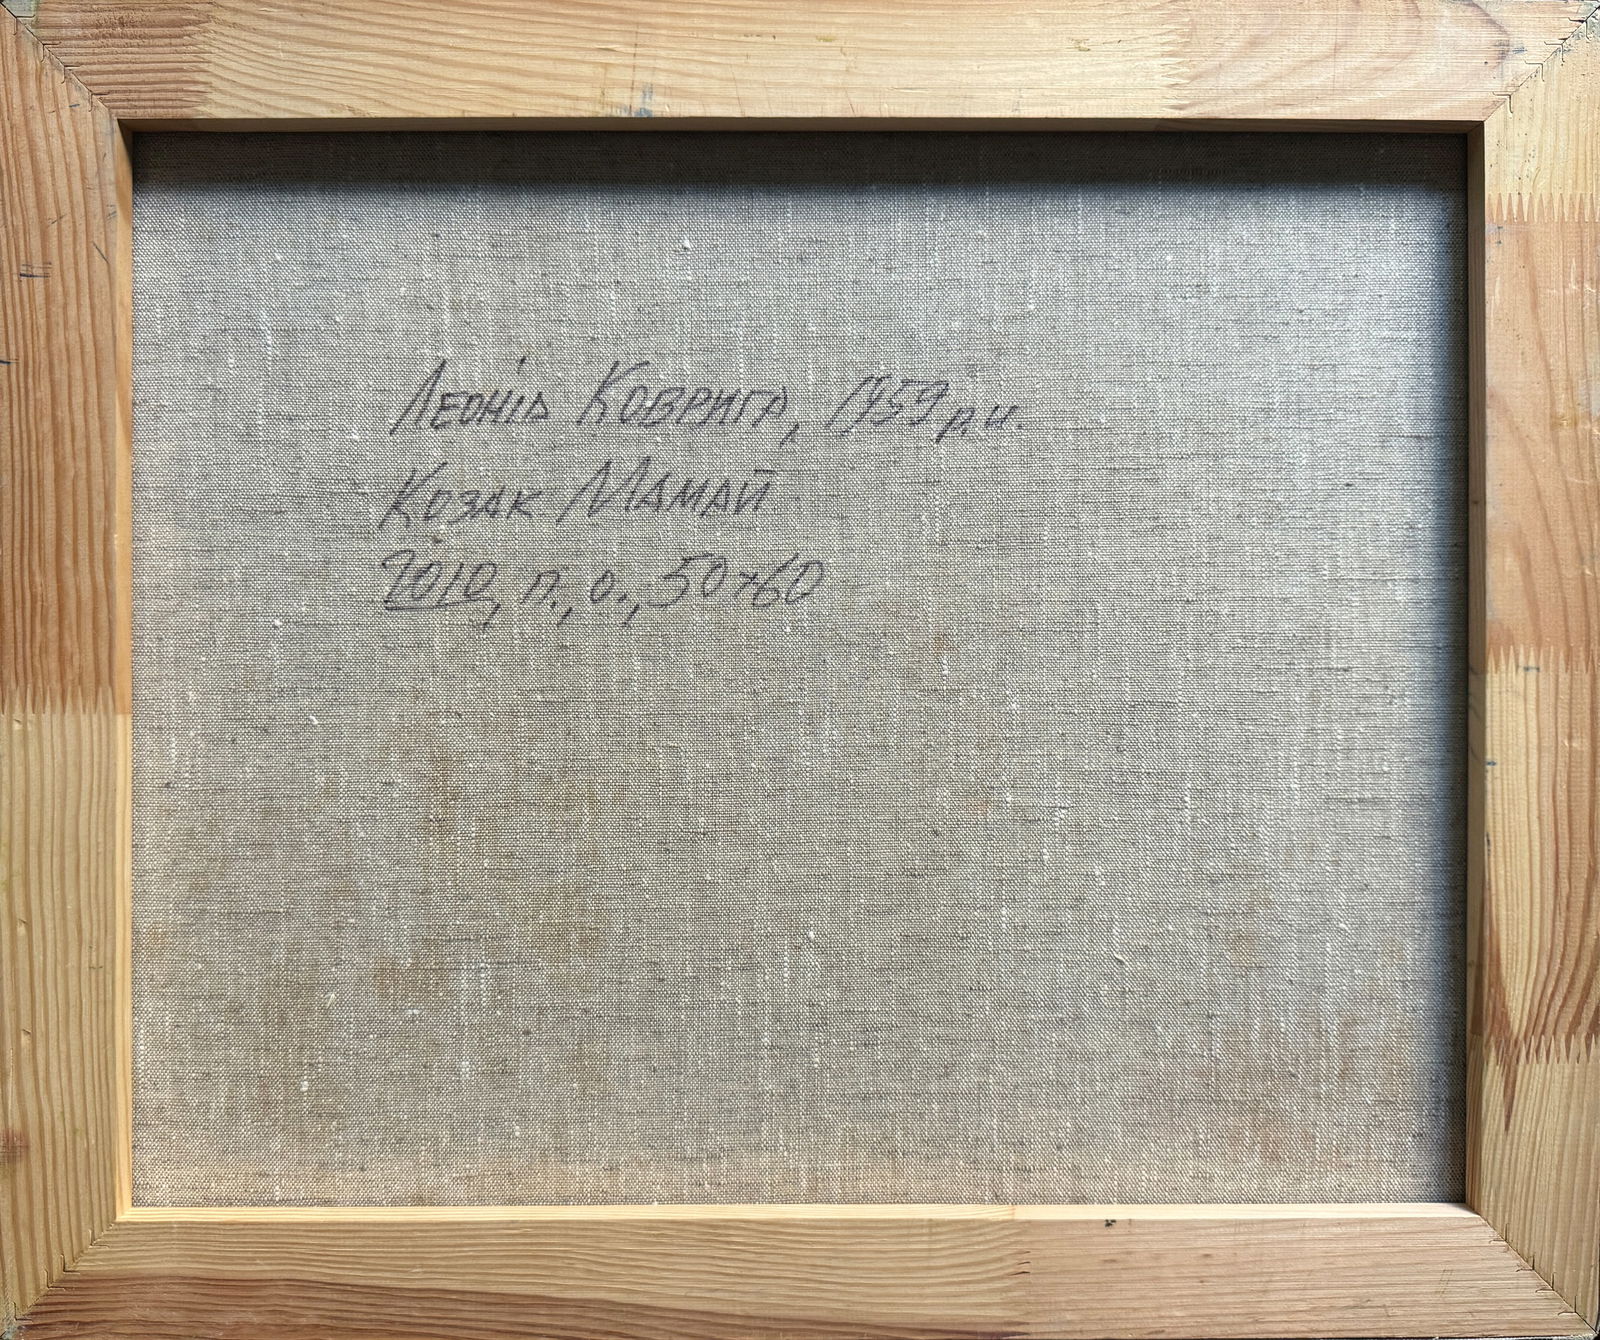 Леонід Коврига, 1959 р.н.
Козак Мамай
2010, п., о., 50×60